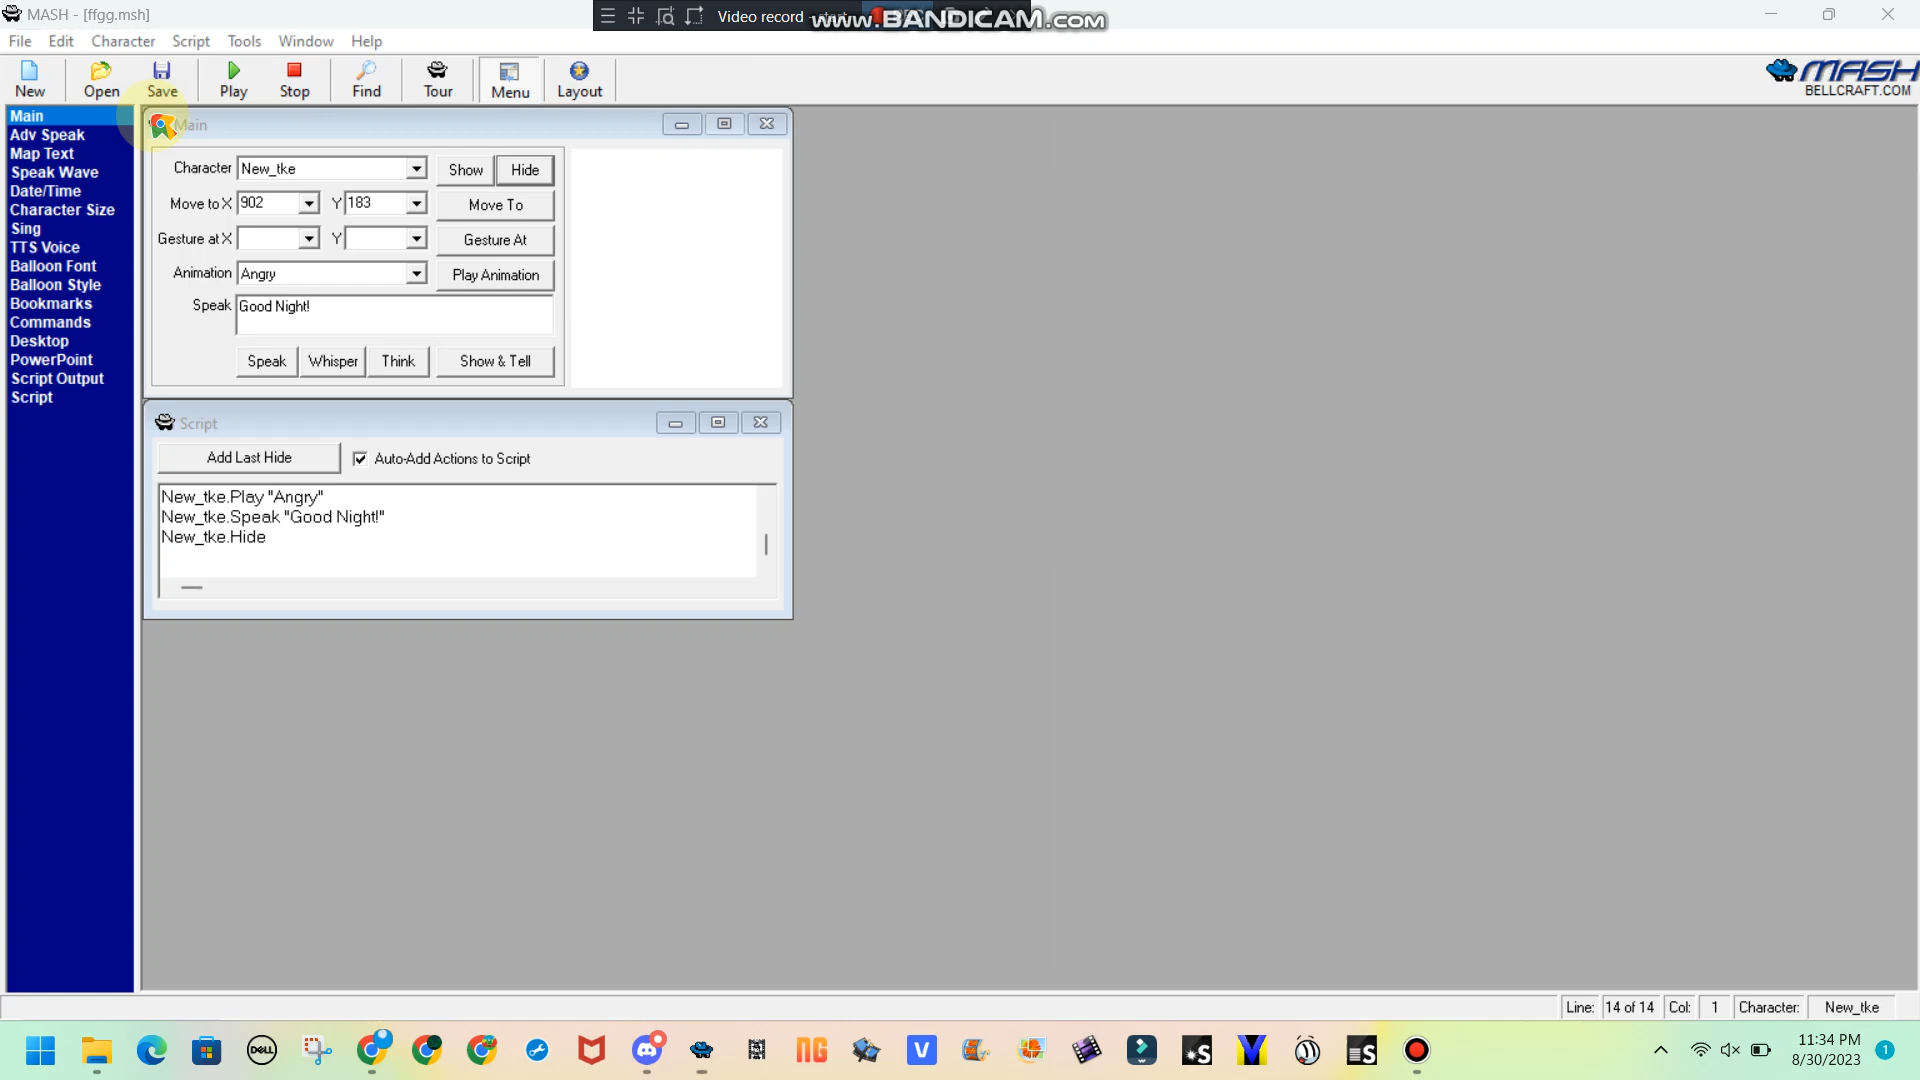 MASH - [ffgg.msh]
Video record
www.BANDICAM.com
File Edit Character Script Tools Window Help
New Open Save Play Stop Find Tour Menu Layout
MASH
BELLCRAFT.COM
Main
Adv Speak
Map Text
Speak Wave
Date/Time
Character Size
Sing
TTS Voice
Balloon Font
Balloon Style
Bookmarks
Commands
Desktop
PowerPoint
Script Output
Script
Main
Character New_tke Show Hide
Move to X 902 Y 183 Move To
Gesture at X Y Gesture At
Animation Angry Play Animation
Speak Good Night!
Speak Whisper Think Show & Tell
Script
Add Last Hide Auto-Add Actions to Script
New_tke.Play "Angry"
New_tke.Speak "Good Night!"
New_tke.Hide
Line: 14 of 14 Col: 1 Character: New_tke
DELL
NG
V
S
S
11:34 PM
8/30/2023
1